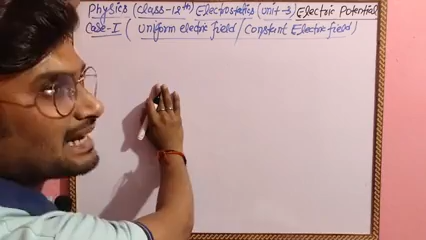 Physics (Class-12th) Electrostatics (Unit-3) Electric Potential
Case-I ( Uniform electric field / Constant Electric field )